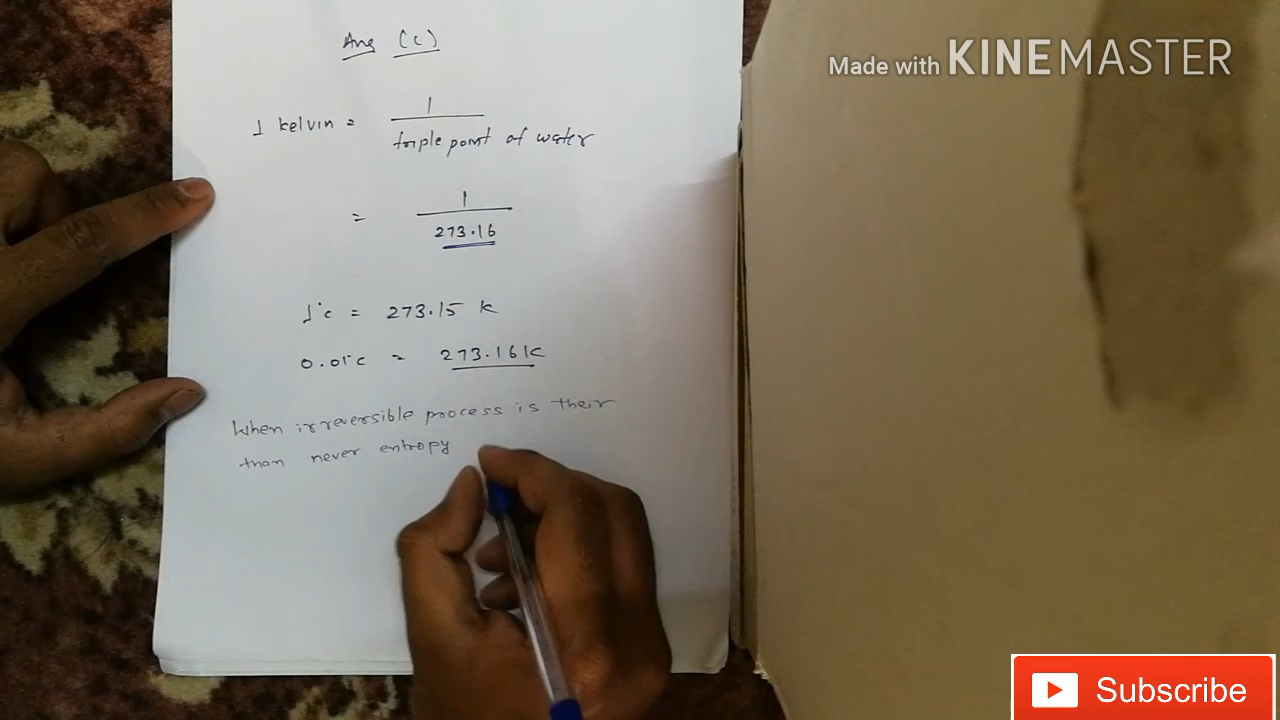 Made with KINEMASTER
Ans (c)
1 kelvin = 1
triple point of water
= 1
273.16
1°c = 273.15 k
0.01°c = 273.16 k
When irreversible process is their
than never entropy
Subscribe